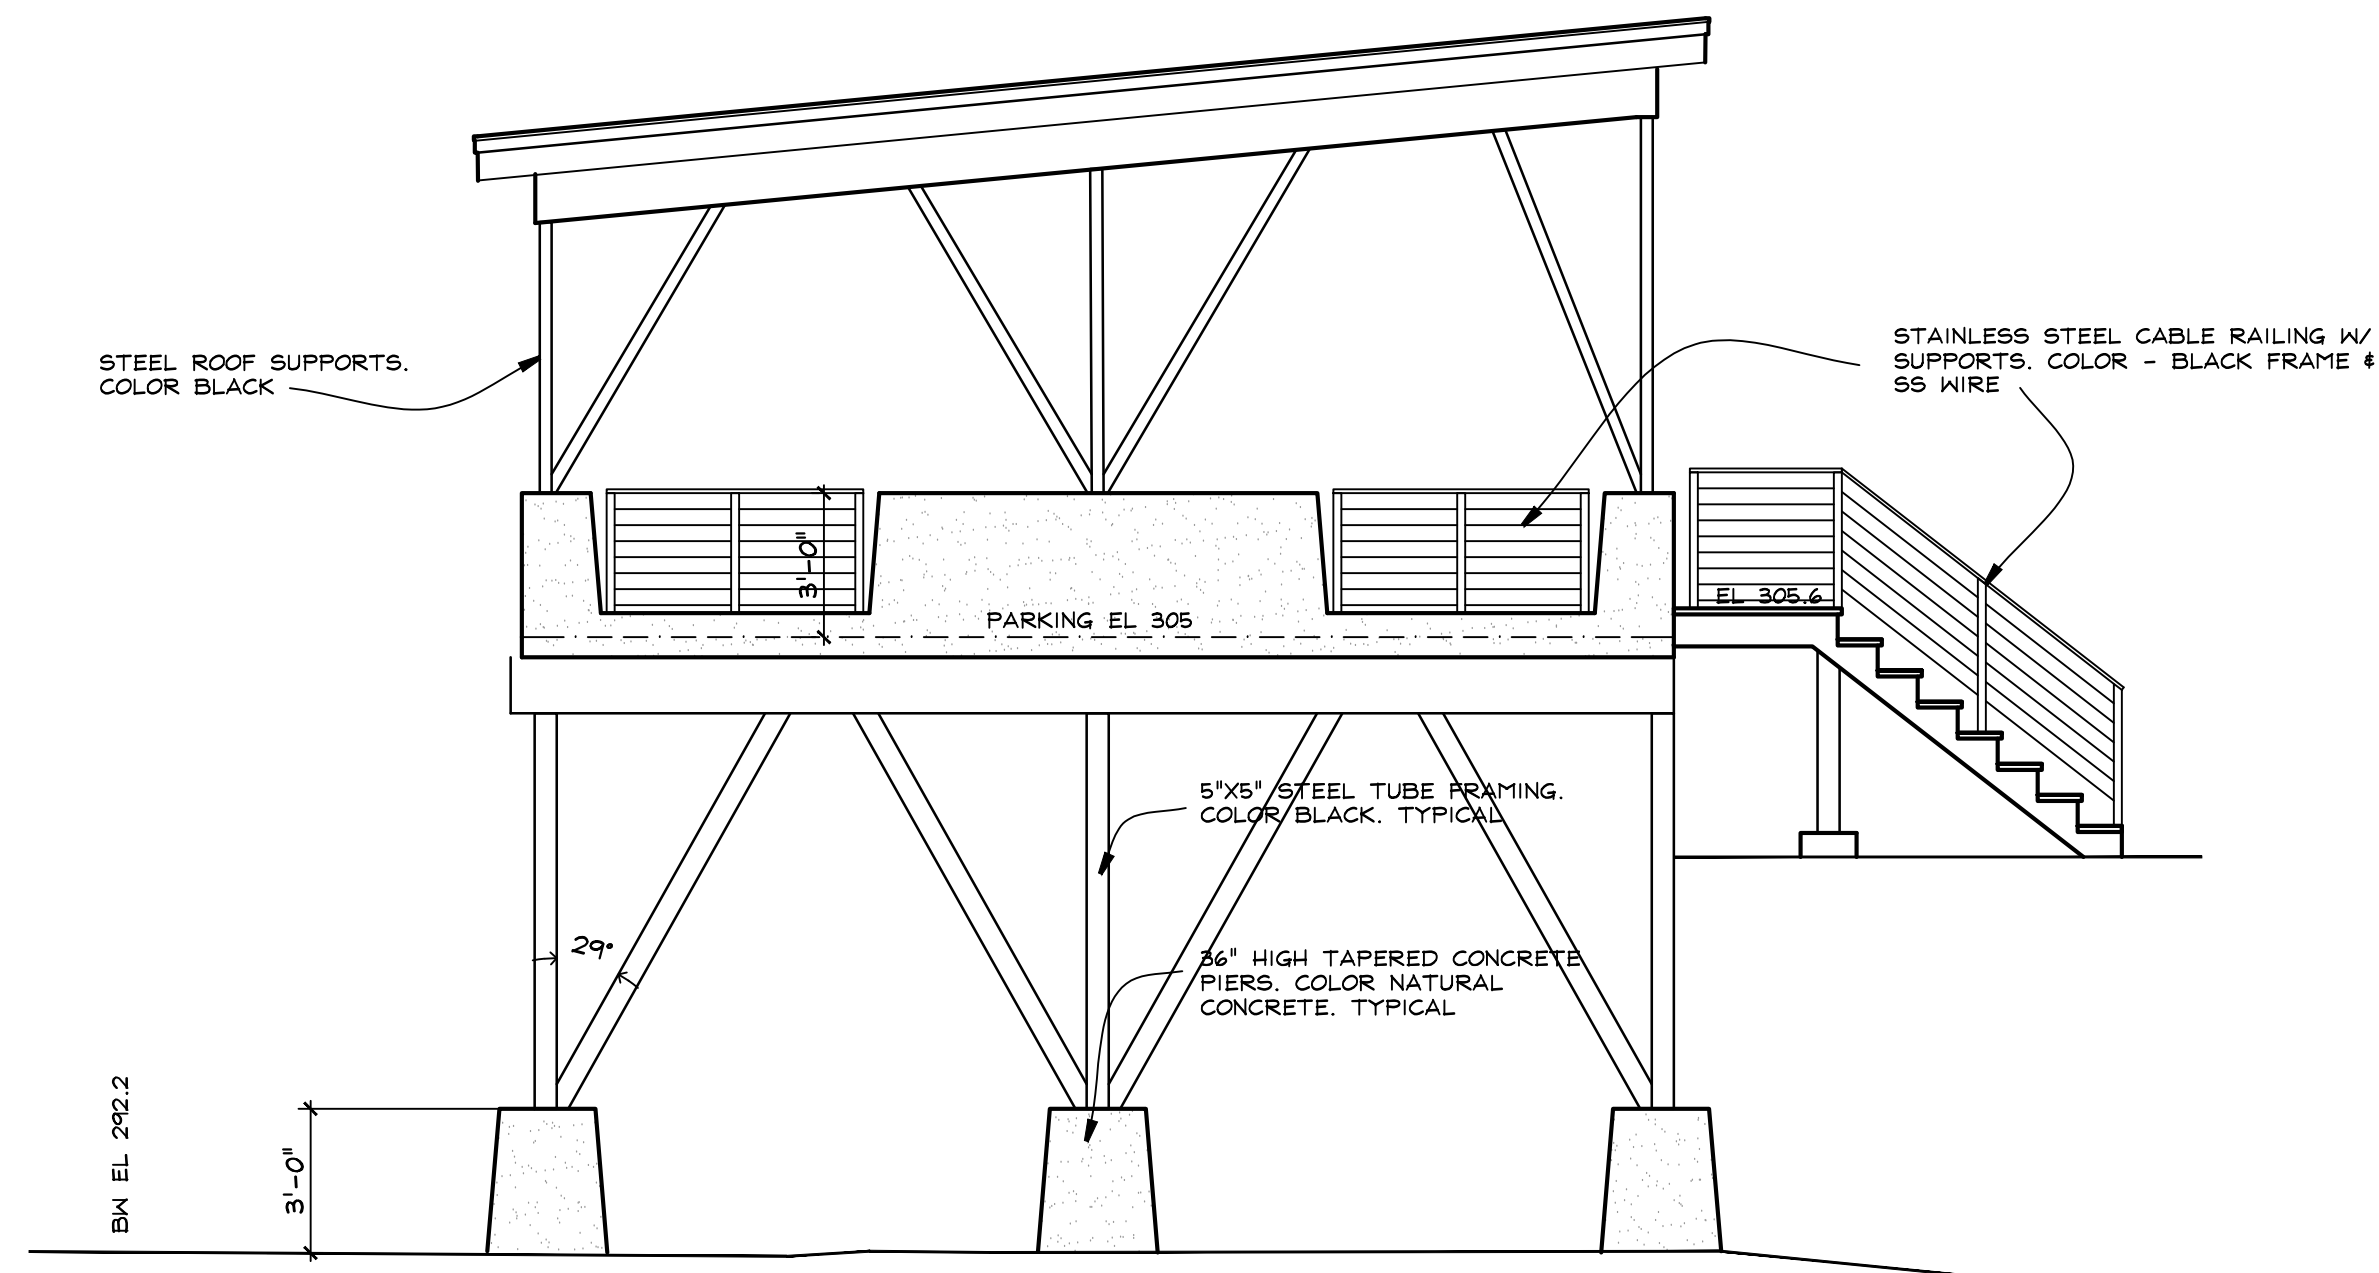 STEEL ROOF SUPPORTS.
COLOR BLACK
STAINLESS STEEL CABLE RAILING W/
SUPPORTS. COLOR - BLACK FRAME &
SS WIRE
3'-0"
PARKING EL 305
EL 305.6
5"X5" STEEL TUBE FRAMING.
COLOR BLACK. TYPICAL
29°
36" HIGH TAPERED CONCRETE
PIERS. COLOR NATURAL
CONCRETE. TYPICAL
BW EL 292.2
3'-0"